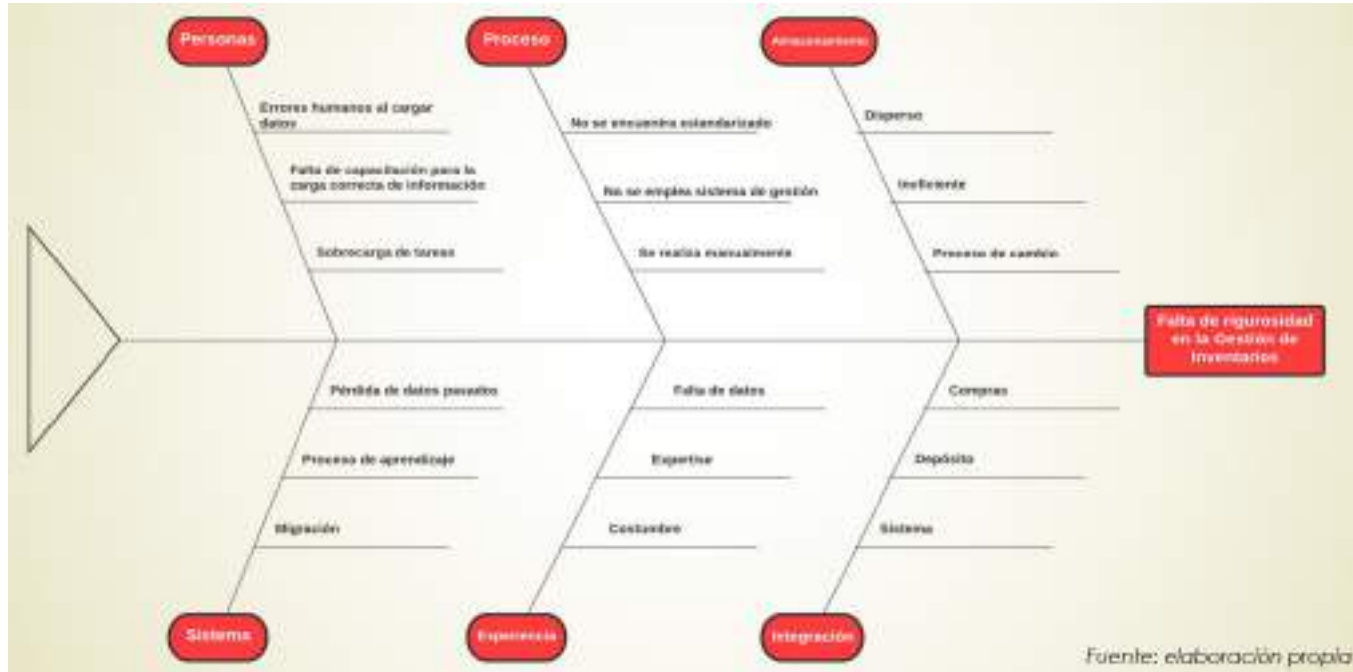 Personas
Proceso
Almacenamiento
Errores humanos al cargar
datos
No se encuentra estandarizado
Disperso
Falta de capacitación para la
carga correcta de información
No se emplea sistema de gestión
Ineficiente
Sobrecarga de tareas
Se realiza manualmente
Proceso de cambio
Falta de rigurosidad
en la Gestión de
Inventarios
Pérdida de datos pasados
Falta de datos
Compras
Proceso de aprendizaje
Expertise
Depósito
Migración
Costumbre
Sistema
Sistema
Experiencia
Integración
Fuente: elaboración propia